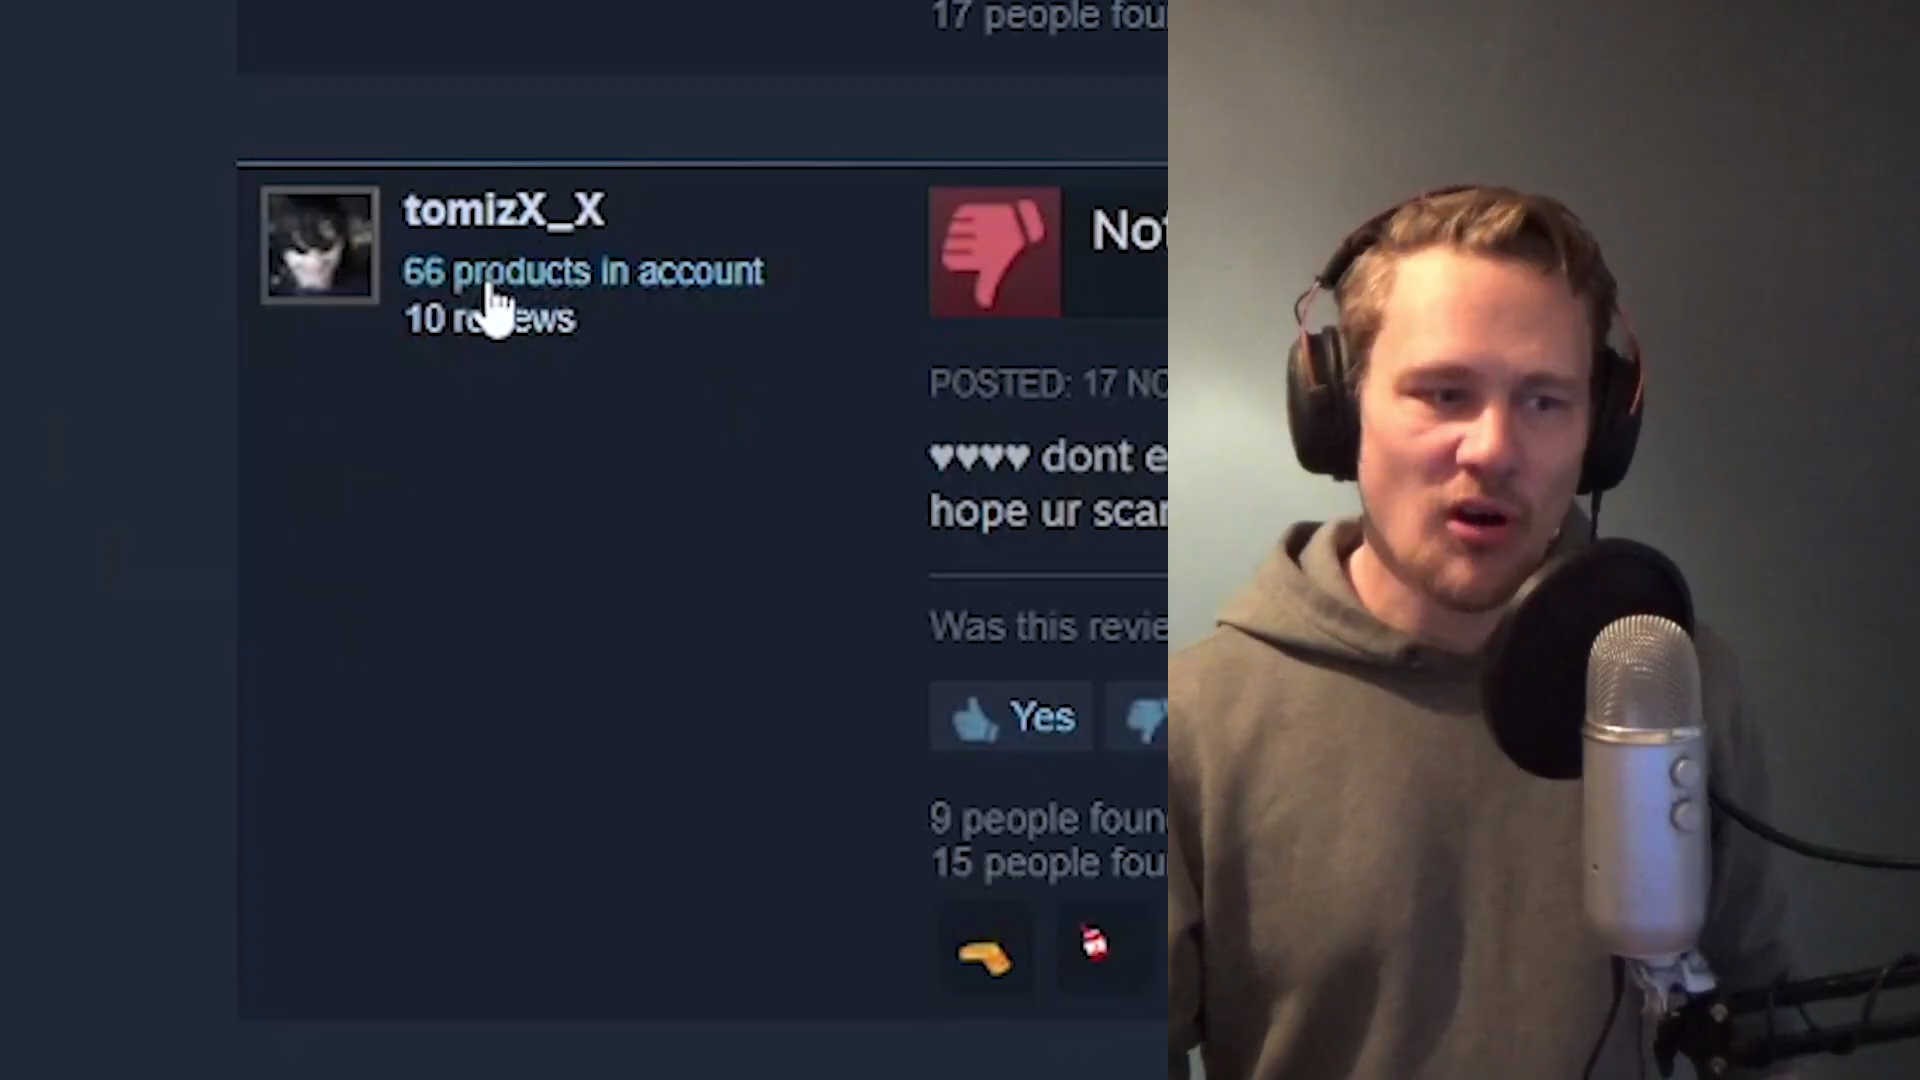 17 people fou
tomizX_X
66 products in account
10 reviews
Not
POSTED: 17 NO
♥♥♥♥ dont e
hope ur scar
Was this revie
Yes
9 people foun
15 people fou